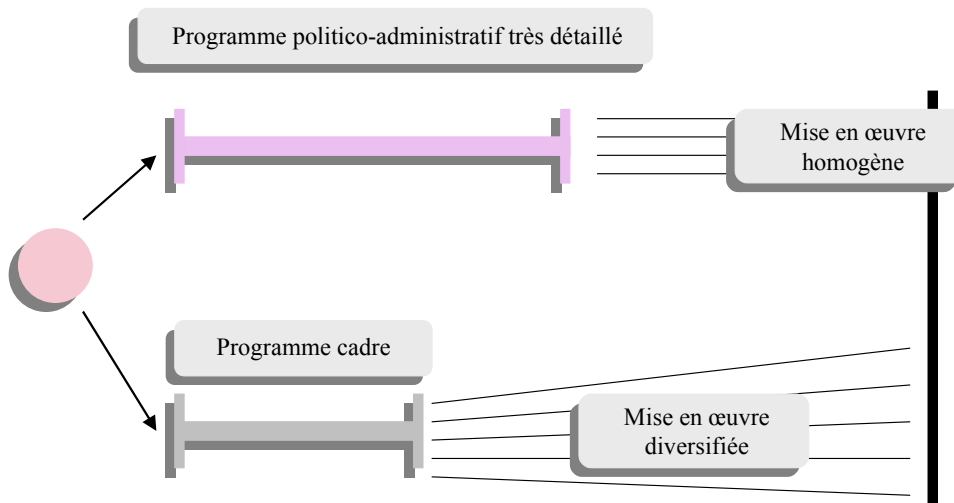 Programme politico-administratif très détaillé
Mise en œuvre
homogène
Programme cadre
Mise en œuvre
diversifiée